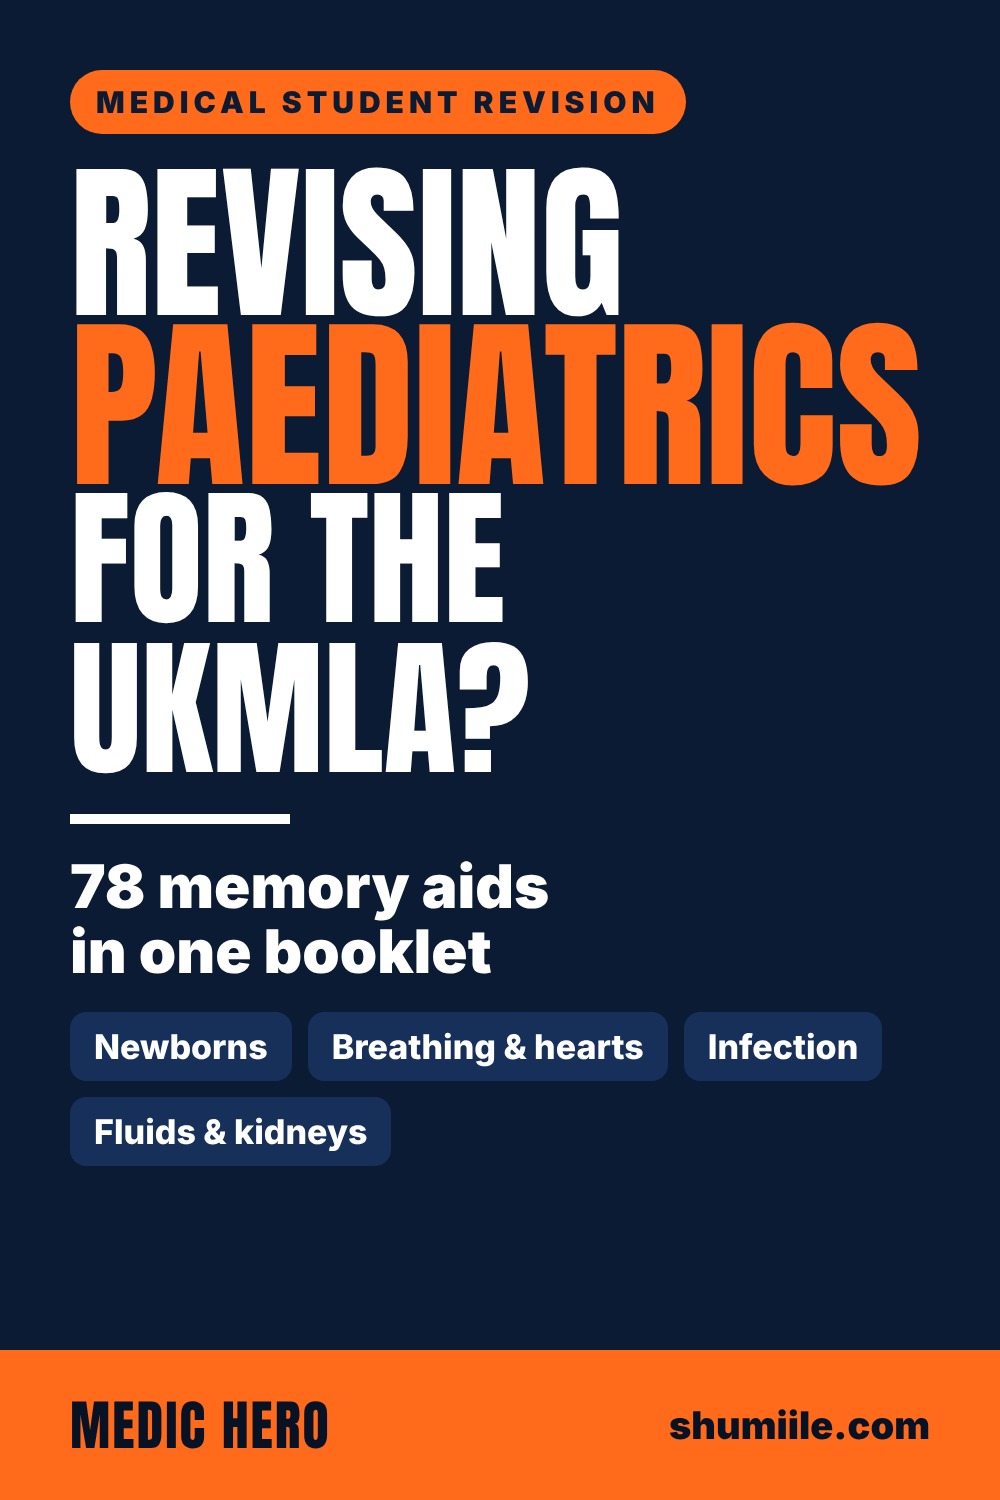 MEDICAL STUDENT REVISION
REVISING
PAEDIATRICS
FOR THE
UKMLA?
78 memory aids
in one booklet
Newborns
Breathing & hearts
Infection
Fluids & kidneys
MEDIC HERO
shumiile.com